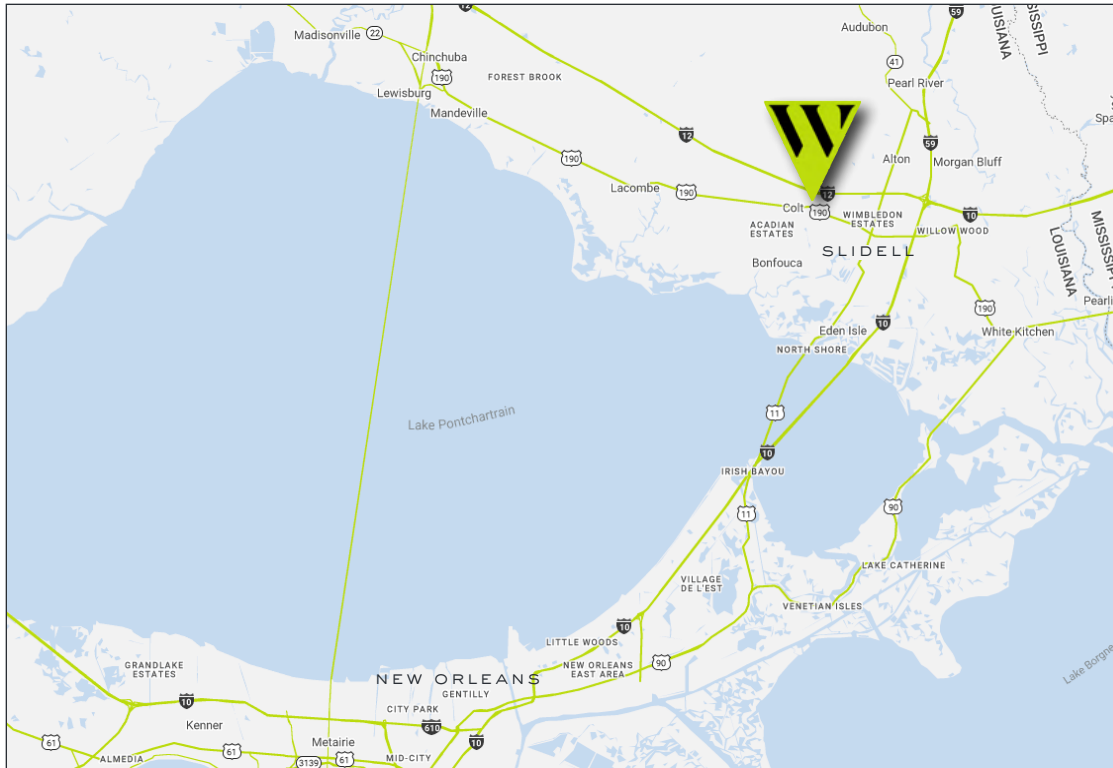 12
59
LOUISIANA
MISSISSIPPI
Audubon
Madisonville
22
Chinchuba
190
FOREST BROOK
41
Pearl River
Lewisburg
Mandeville
W
12
59
190
Alton
Morgan Bluff
Lacombe
190
12
Colt
190
WIMBLEDON
ESTATES
10
ACADIAN
ESTATES
WILLOW WOOD
SLIDELL
Bonfouca
LOUISIANA
190
10
Eden Isle
White Kitchen
NORTH SHORE
Lake Pontchartrain
11
10
IRISH BAYOU
11
90
LAKE CATHERINE
VILLAGE
DE L'EST
VENETIAN ISLES
10
LITTLE WOODS
90
NEW ORLEANS
EAST AREA
Lake Borgne
GRANDLAKE
ESTATES
NEW ORLEANS
GENTILLY
10
CITY PARK
Kenner
610
61
61
Metairie
10
ALMEDIA
3139
61
MID-CITY